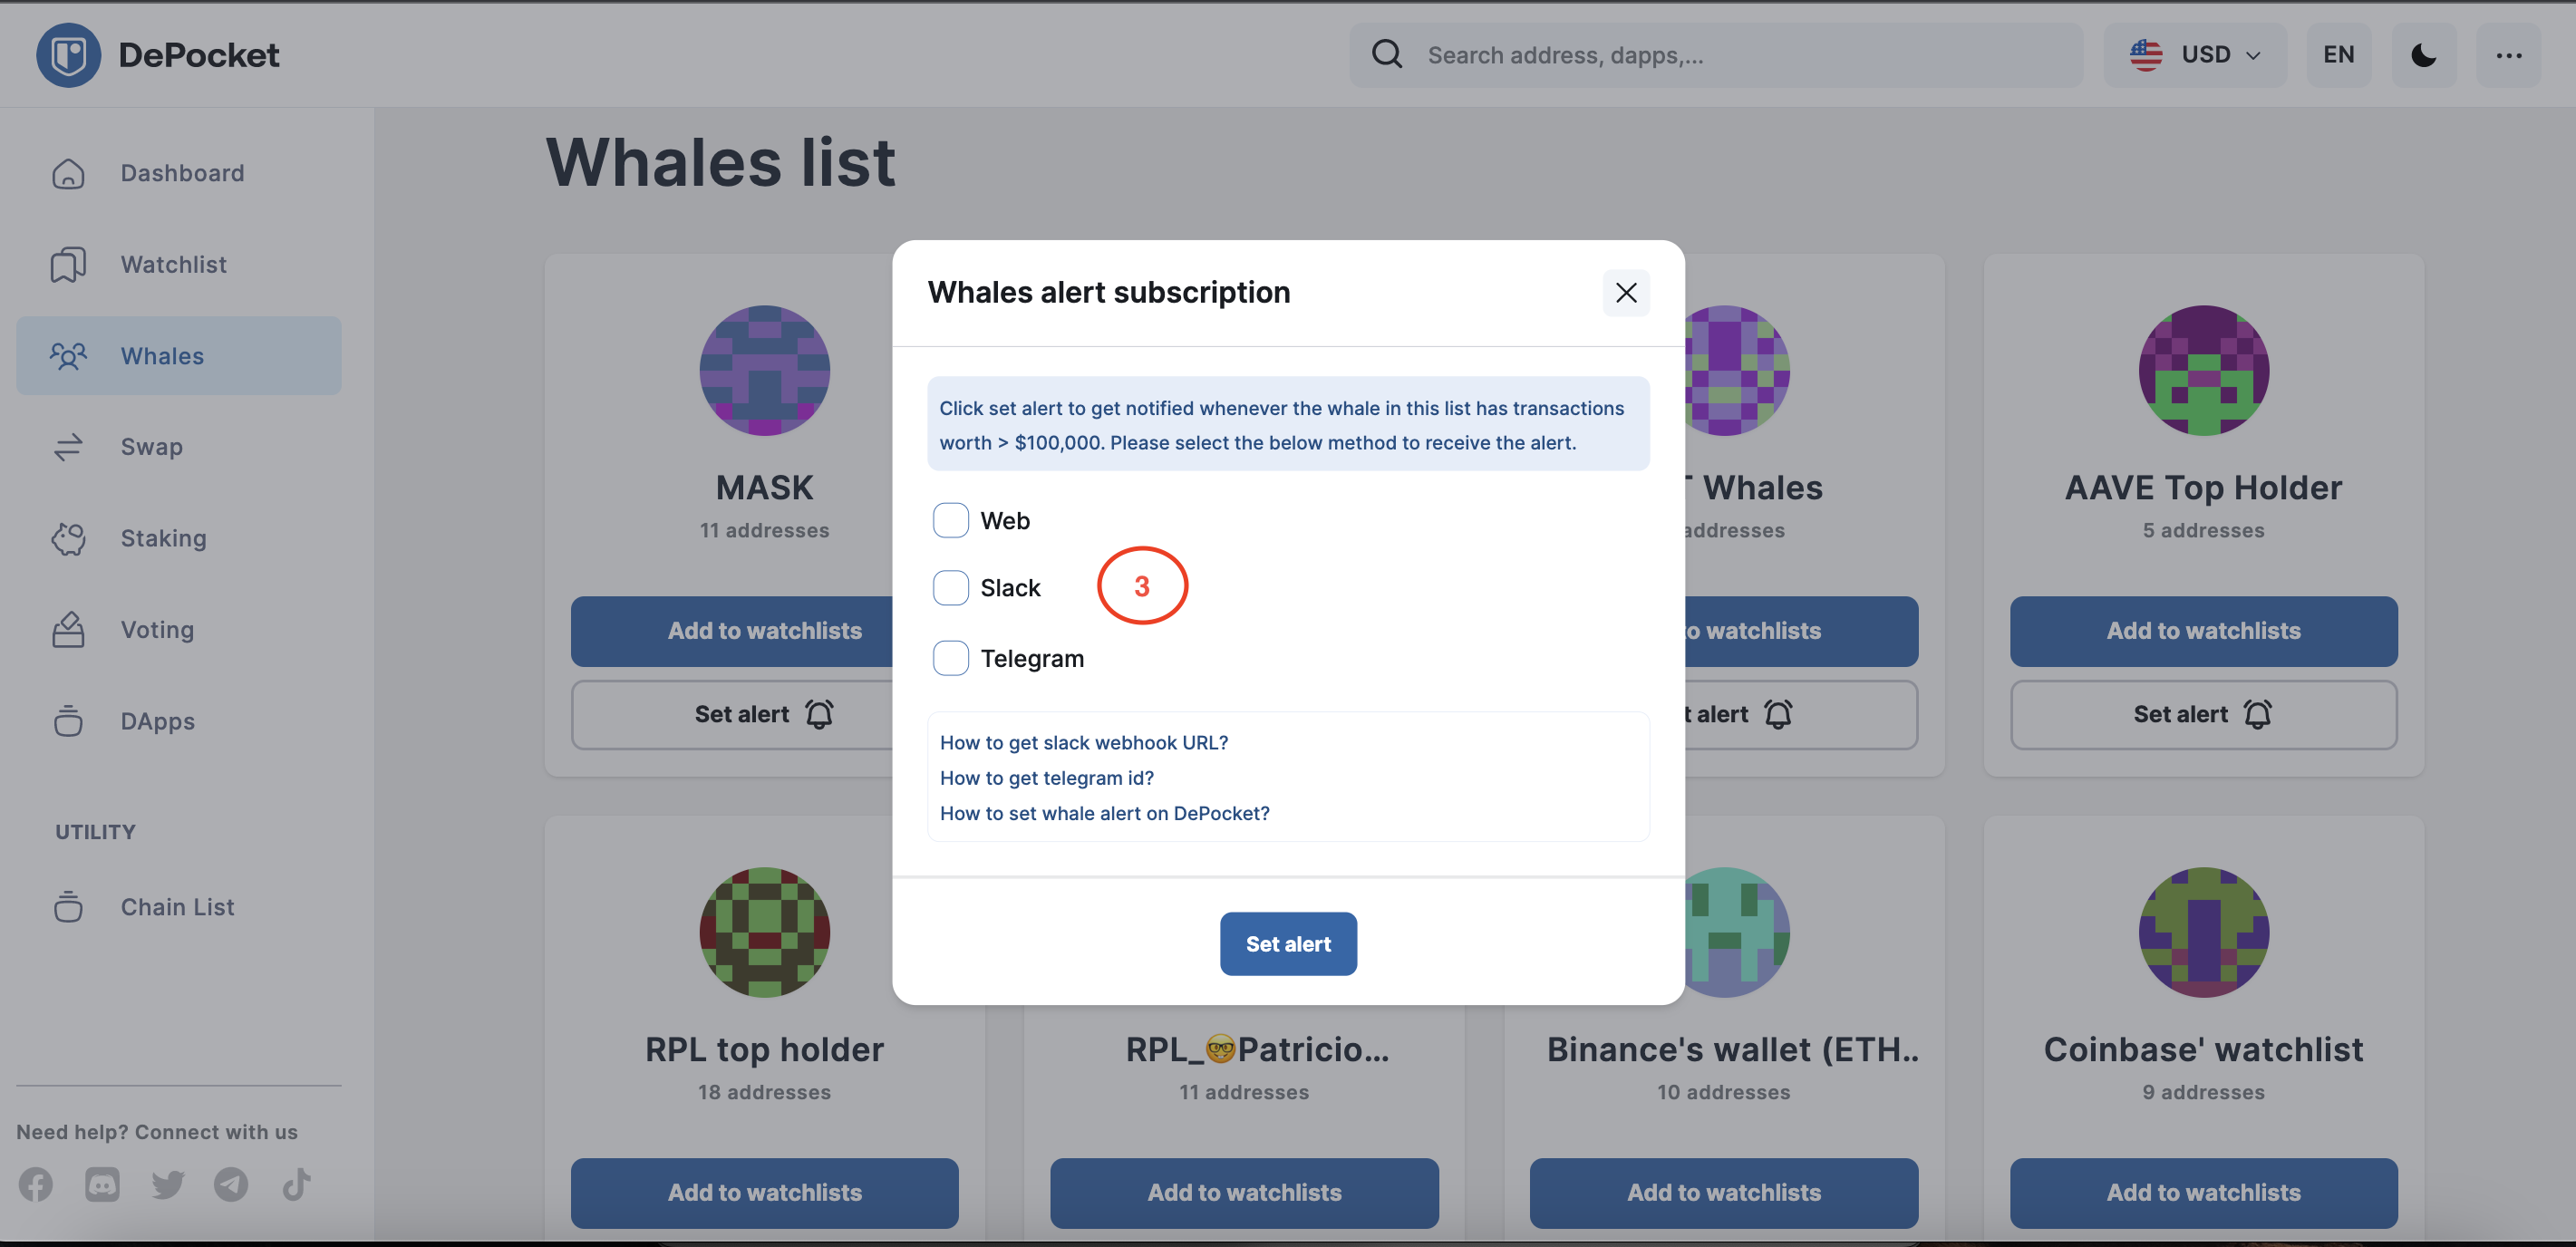 DePocket
Search address, dapps,...
USD
EN
Dashboard
Watchlist
Whales
Swap
Staking
Voting
DApps
UTILITY
Chain List
Need help? Connect with us
Whales list
MASK
11 addresses
Add to watchlists
Set alert
Whales alert subscription
Click set alert to get notified whenever the whale in this list has transactions
worth > $100,000. Please select the below method to receive the alert.
Web
Slack
3
Telegram
How to get slack webhook URL?
How to get telegram id?
How to set whale alert on DePocket?
Set alert
Whales
addresses
watchlists
alert
AAVE Top Holder
5 addresses
Add to watchlists
Set alert
RPL top holder
18 addresses
Add to watchlists
RPL_🤓Patricio...
11 addresses
Add to watchlists
Binance's wallet (ETH..
10 addresses
Add to watchlists
Coinbase' watchlist
9 addresses
Add to watchlists